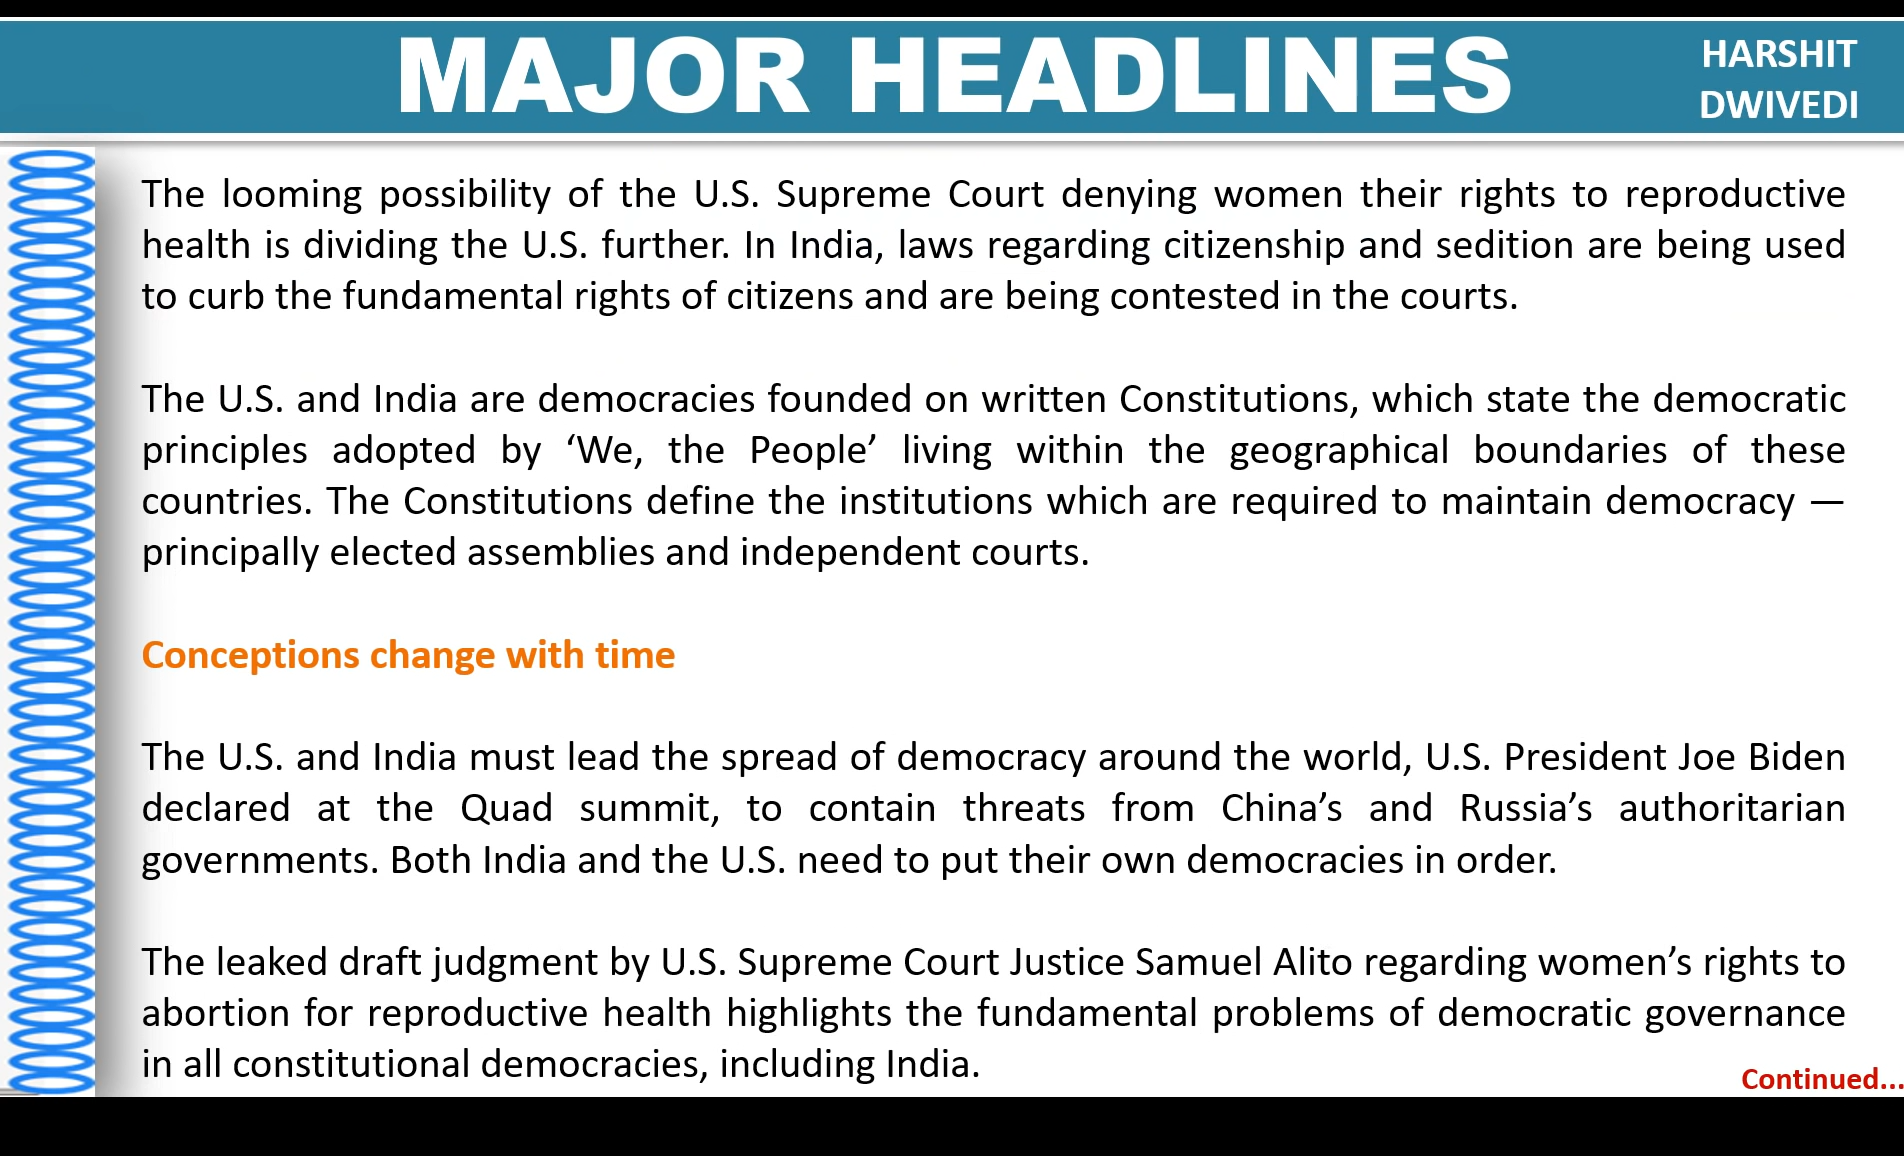 MAJOR HEADLINES
HARSHIT
DWIVEDI
The looming possibility of the U.S. Supreme Court denying women their rights to reproductive
health is dividing the U.S. further. In India, laws regarding citizenship and sedition are being used
to curb the fundamental rights of citizens and are being contested in the courts.
The U.S. and India are democracies founded on written Constitutions, which state the democratic
principles adopted by ‘We, the People’ living within the geographical boundaries of these
countries. The Constitutions define the institutions which are required to maintain democracy —
principally elected assemblies and independent courts.
Conceptions change with time
The U.S. and India must lead the spread of democracy around the world, U.S. President Joe Biden
declared at the Quad summit, to contain threats from China’s and Russia’s authoritarian
governments. Both India and the U.S. need to put their own democracies in order.
The leaked draft judgment by U.S. Supreme Court Justice Samuel Alito regarding women’s rights to
abortion for reproductive health highlights the fundamental problems of democratic governance
in all constitutional democracies, including India.
Continued...